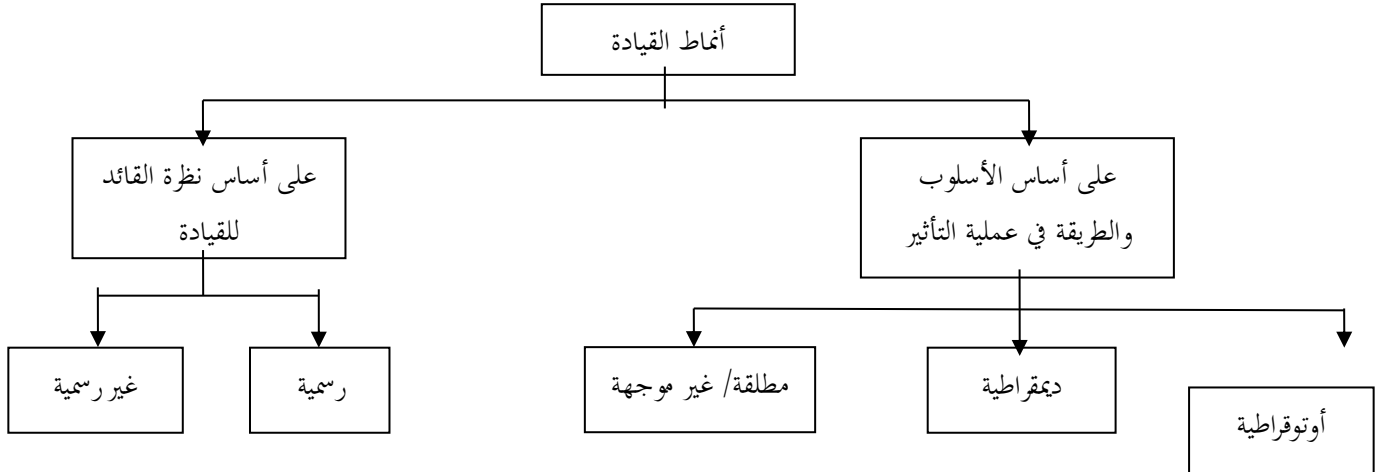 أنماط القيادة
على أساس الأسلوب
والطريقة في عملية التأثير
على أساس نظرة القائد
للقيادة
أوتوقراطية
ديمقراطية
مطلقة/ غير موجهة
رسمية
غير رسمية